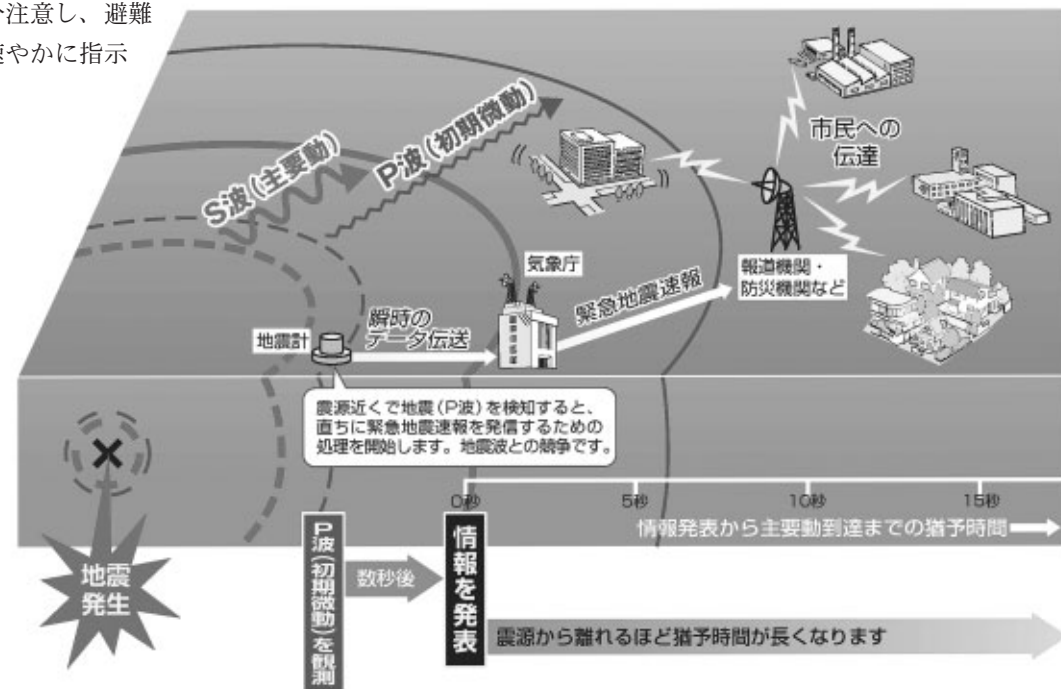 分注意し、避難
速やかに指示
S波（主要動）
P波（初期微動）
市民への
伝達
気象庁
報道機関・
防災機関など
緊急地震速報
地震計
瞬時の
データ伝送
震源近くで地震（P波）を検知すると、
直ちに緊急地震速報を発信するための
処理を開始します。地震波との競争です。
0秒
5秒
10秒
15秒
情報発表から主要動到達までの猶予時間
地震
発生
P波（初期微動）を観測
数秒後
情報を発表
震源から離れるほど猶予時間が長くなります